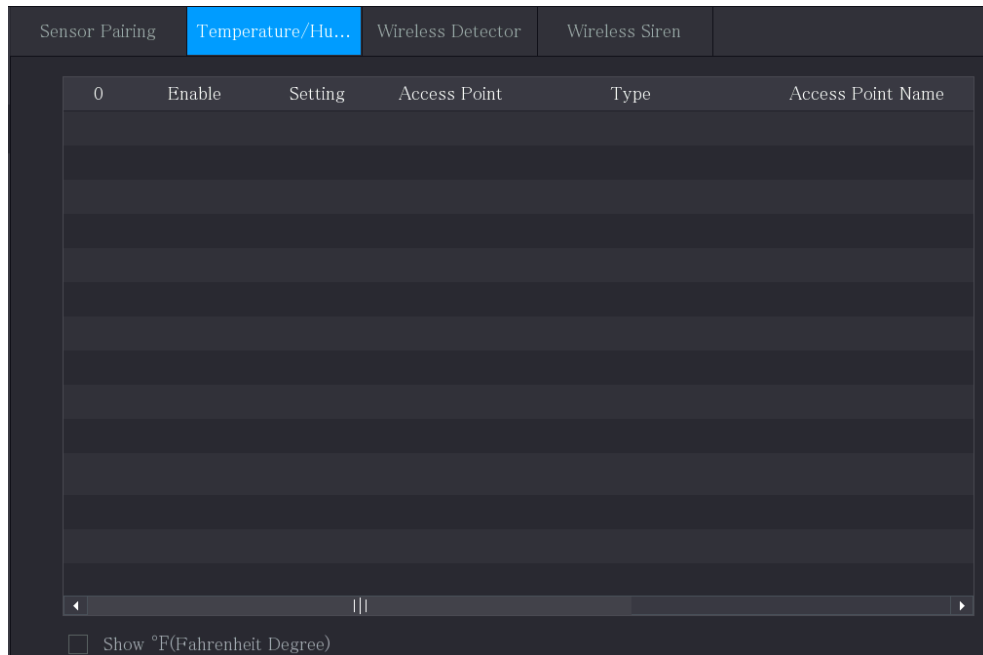 Sensor Pairing Temperature/Hu... Wireless Detector Wireless Siren
0 Enable Setting Access Point Type Access Point Name
Show °F(Fahrenheit Degree)